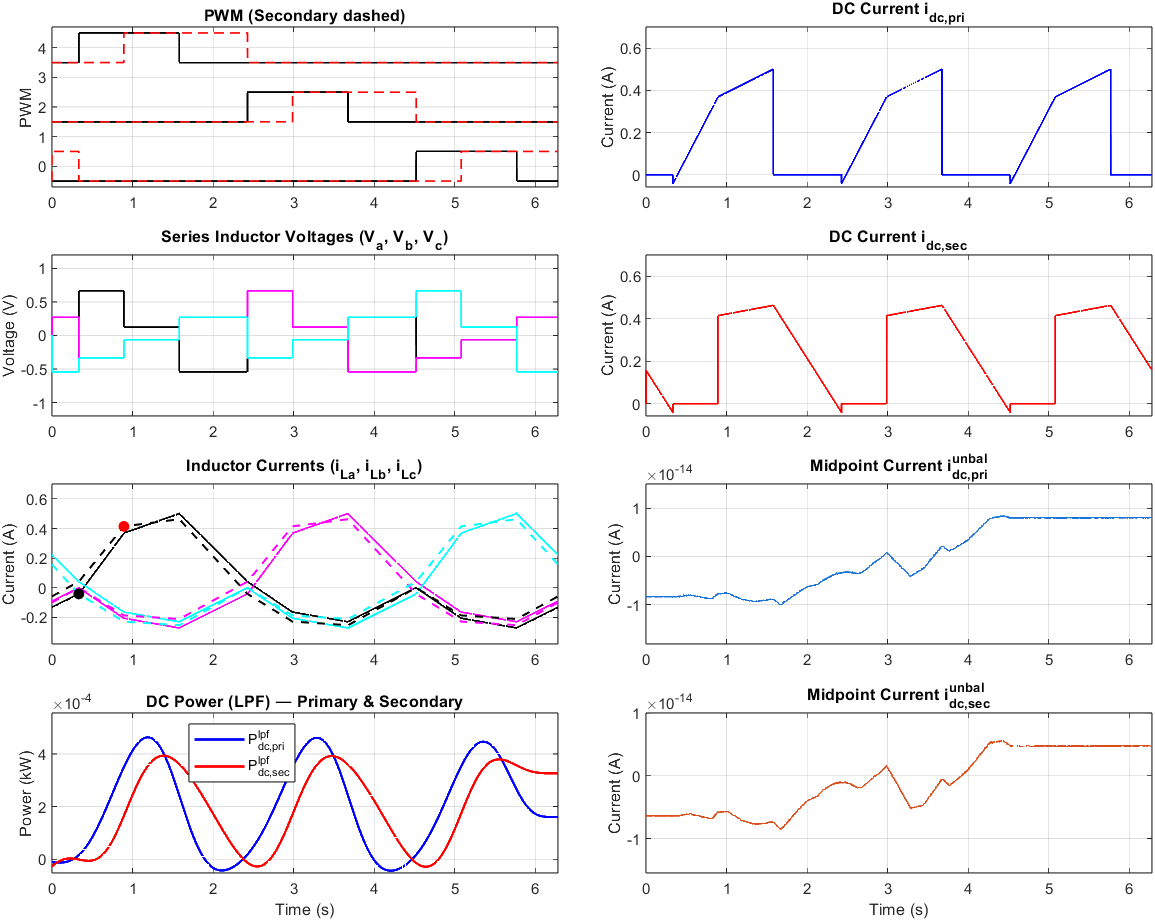 PWM (Secondary dashed)
PWM
4
3
2
1
0
0 1 2 3 4 5 6
DC Current i_dc,pri
Current (A)
0.6
0.4
0.2
0
0 1 2 3 4 5 6
Series Inductor Voltages (V_a, V_b, V_c)
Voltage (V)
1
0.5
0
-0.5
-1
0 1 2 3 4 5 6
DC Current i_dc,sec
Current (A)
0.6
0.4
0.2
0
0 1 2 3 4 5 6
Inductor Currents (i_La, i_Lb, i_Lc)
Current (A)
0.6
0.4
0.2
0
-0.2
0 1 2 3 4 5 6
Midpoint Current i^unbal_dc,pri
×10^-14
Current (A)
1
0
-1
0 1 2 3 4 5 6
DC Power (LPF) — Primary & Secondary
×10^-4
Power (kW)
4
2
0
P^lpf_dc,pri
P^lpf_dc,sec
0 1 2 3 4 5 6
Time (s)
Midpoint Current i^unbal_dc,sec
×10^-14
Current (A)
1
0
-1
0 1 2 3 4 5 6
Time (s)